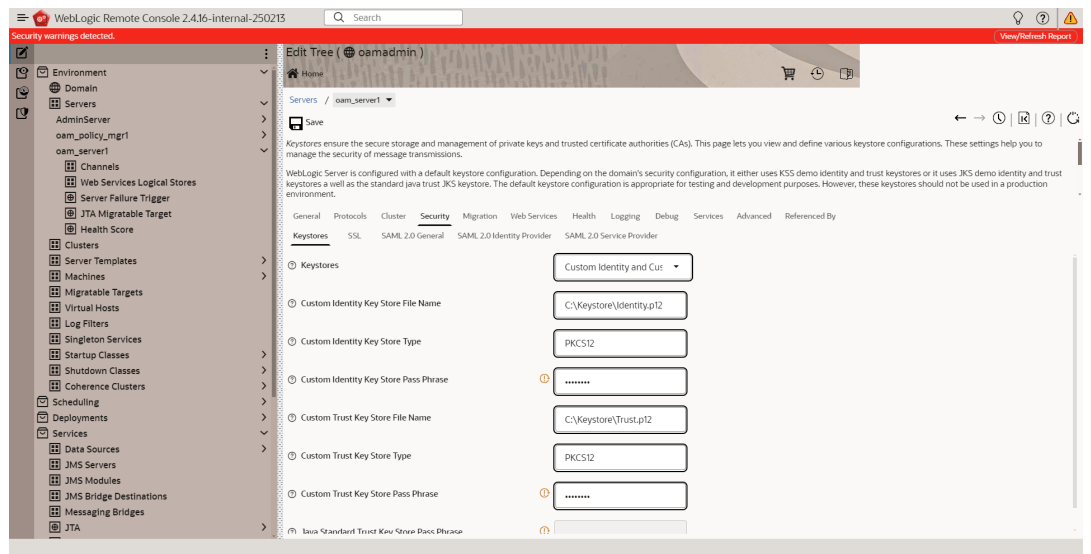 WebLogic Remote Console 2.4.16-internal-250213
Search
Security warnings detected.
View/Refresh Report
Edit Tree ( oamadmin )
Home
Environment
Domain
Servers
AdminServer
oam_policy_mgr1
oam_server1
Channels
Web Services Logical Stores
Server Failure Trigger
JTA Migratable Target
Health Score
Clusters
Server Templates
Machines
Migratable Targets
Virtual Hosts
Log Filters
Singleton Services
Startup Classes
Shutdown Classes
Coherence Clusters
Scheduling
Deployments
Services
Data Sources
JMS Servers
JMS Modules
JMS Bridge Destinations
Messaging Bridges
JTA
Servers / oam_server1
Save
Keystores ensure the secure storage and management of private keys and trusted certificate authorities (CAs). This page lets you view and define various keystore configurations. These settings help you to
manage the security of message transmissions.
WebLogic Server is configured with a default keystore configuration. Depending on the domain's security configuration, it either uses KSS demo identity and trust keystores or it uses JKS demo identity and trust
keystores a well as the standard java trust JKS keystore. The default keystore configuration is appropriate for testing and development purposes. However, these keystores should not be used in a production
environment.
General Protocols Cluster Security Migration Web Services Health Logging Debug Services Advanced Referenced By
Keystores SSL SAML 2.0 General SAML 2.0 Identity Provider SAML 2.0 Service Provider
Keystores Custom Identity and Cus
Custom Identity Key Store File Name C:\Keystore\Identity.p12
Custom Identity Key Store Type PKCS12
Custom Identity Key Store Pass Phrase ••••••••
Custom Trust Key Store File Name C:\Keystore\Trust.p12
Custom Trust Key Store Type PKCS12
Custom Trust Key Store Pass Phrase ••••••••
Java Standard Trust Key Store Pass Phrase